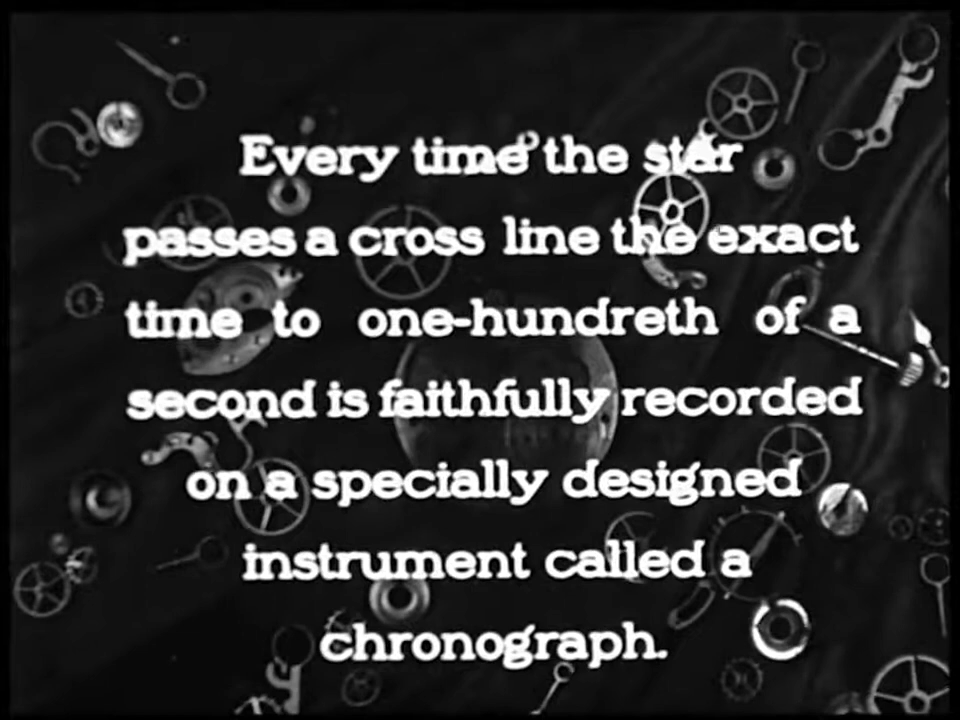 Every time the star
passes a cross line the exact
time to one-hundreth of a
second is faithfully recorded
on a specially designed
instrument called a
chronograph.